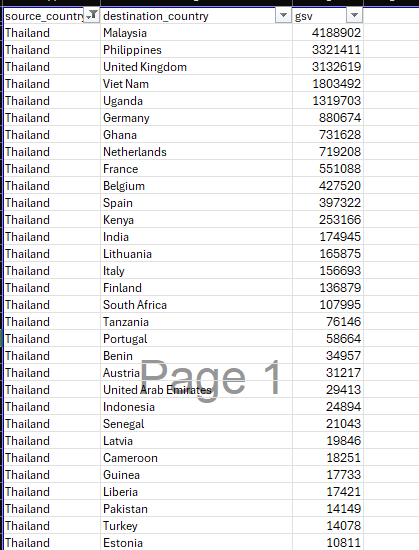 source_country destination_country gsv
Thailand Malaysia 4188902
Thailand Philippines 3321411
Thailand United Kingdom 3132619
Thailand Viet Nam 1803492
Thailand Uganda 1319703
Thailand Germany 880674
Thailand Ghana 731628
Thailand Netherlands 719208
Thailand France 551088
Thailand Belgium 427520
Thailand Spain 397322
Thailand Kenya 253166
Thailand India 174945
Thailand Lithuania 165875
Thailand Italy 156693
Thailand Finland 136879
Thailand South Africa 107995
Thailand Tanzania 76146
Thailand Portugal 58664
Thailand Benin 34957
Thailand Austria 31217
Page 1
Thailand United Arab Emirates 29413
Thailand Indonesia 24894
Thailand Senegal 21043
Thailand Latvia 19846
Thailand Cameroon 18251
Thailand Guinea 17733
Thailand Liberia 17421
Thailand Pakistan 14149
Thailand Turkey 14078
Thailand Estonia 10811